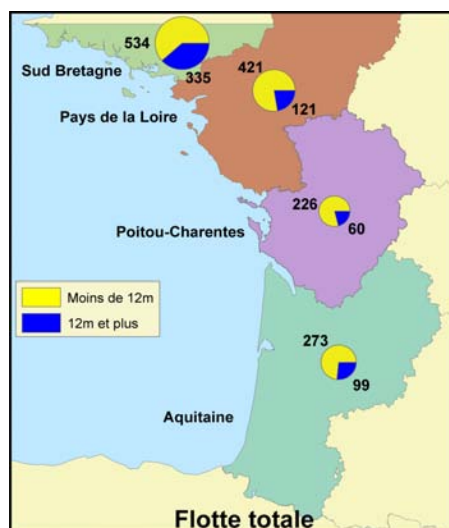 534
Sud Bretagne
335
421
Pays de la Loire
121
226
Poitou-Charentes
60
Moins de 12m
12m et plus
273
99
Aquitaine
Flotte totale